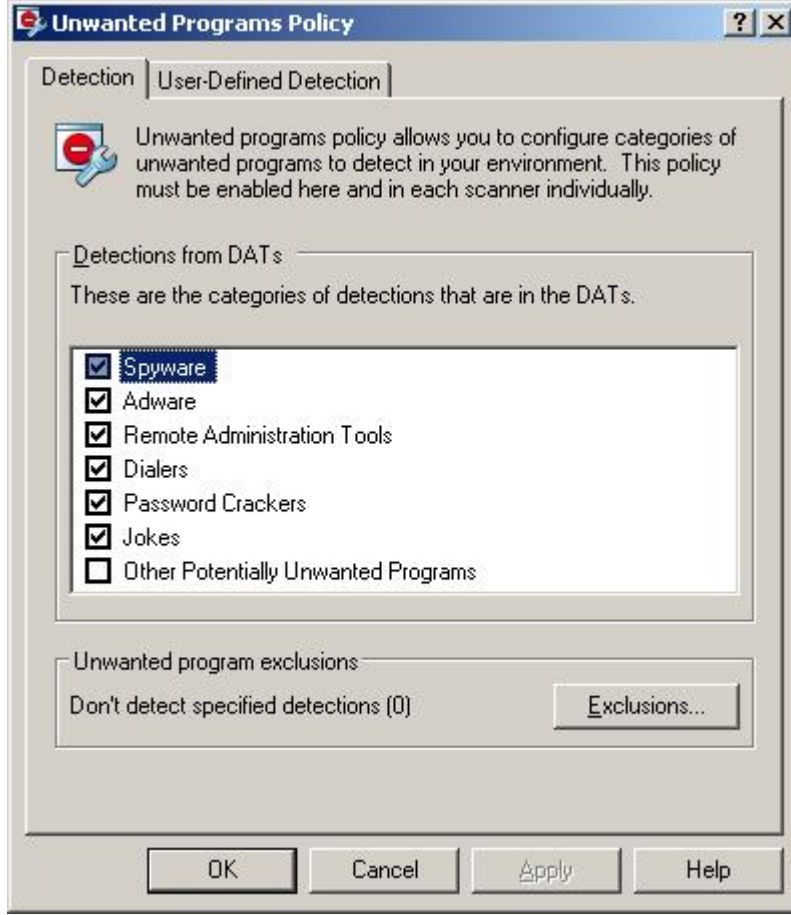 Unwanted Programs Policy
Detection
User-Defined Detection
Unwanted programs policy allows you to configure categories of
unwanted programs to detect in your environment. This policy
must be enabled here and in each scanner individually.
Detections from DATs
These are the categories of detections that are in the DATs.
Spyware
Adware
Remote Administration Tools
Dialers
Password Crackers
Jokes
Other Potentially Unwanted Programs
Unwanted program exclusions
Don't detect specified detections (0)
Exclusions...
OK
Cancel
Apply
Help